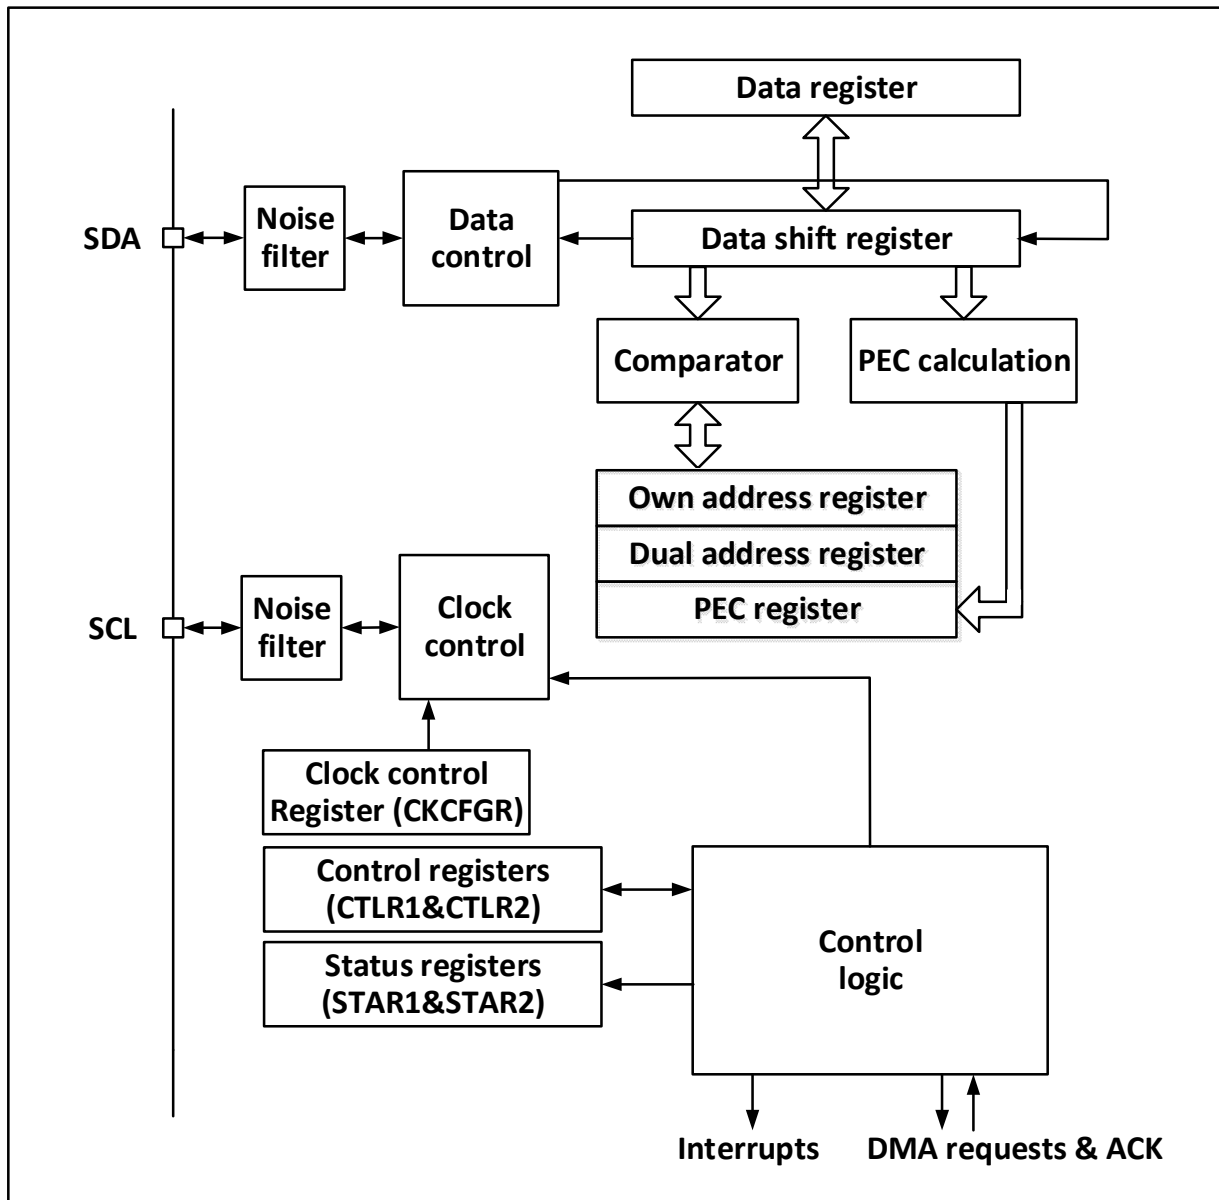 Data register
SDA
Noise
filter
Data
control
Data shift register
Comparator
PEC calculation
Own address register
Dual address register
PEC register
SCL
Noise
filter
Clock
control
Clock control
Register (CKCFGR)
Control registers
(CTLR1&CTLR2)
Status registers
(STAR1&STAR2)
Control
logic
Interrupts
DMA requests & ACK